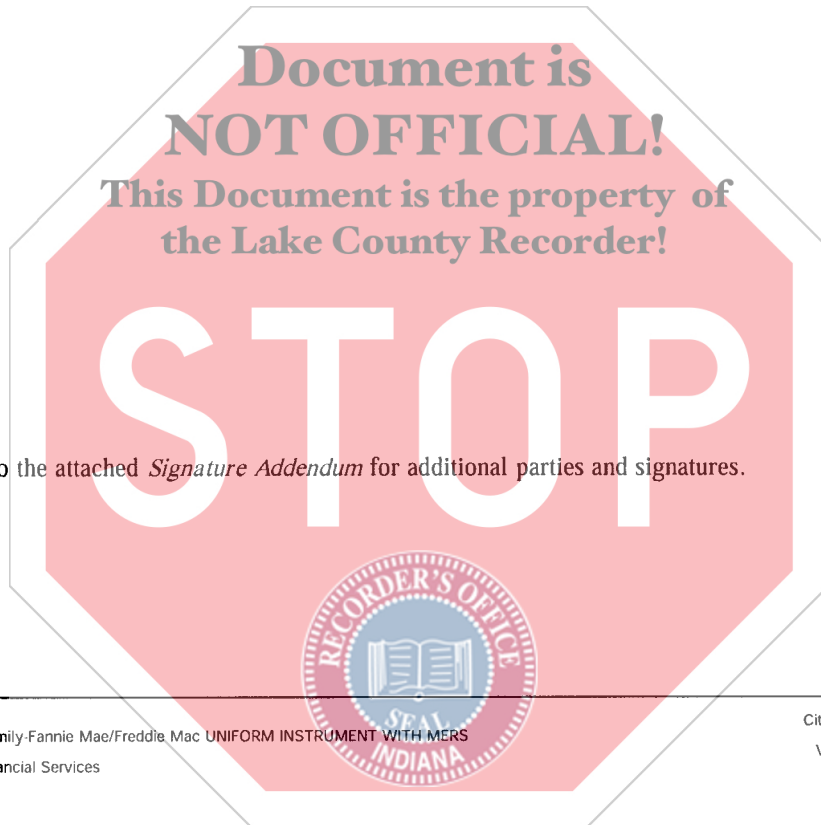 Document is
NOT OFFICIAL!
This Document is the property of
the Lake County Recorder!
STOP
the attached Signature Addendum for additional parties and signatures.
RECORDER'S OFFICE
SEAL
INDIANA
Fannie Mae/Freddie Mac UNIFORM INSTRUMENT WITH MERS
Services